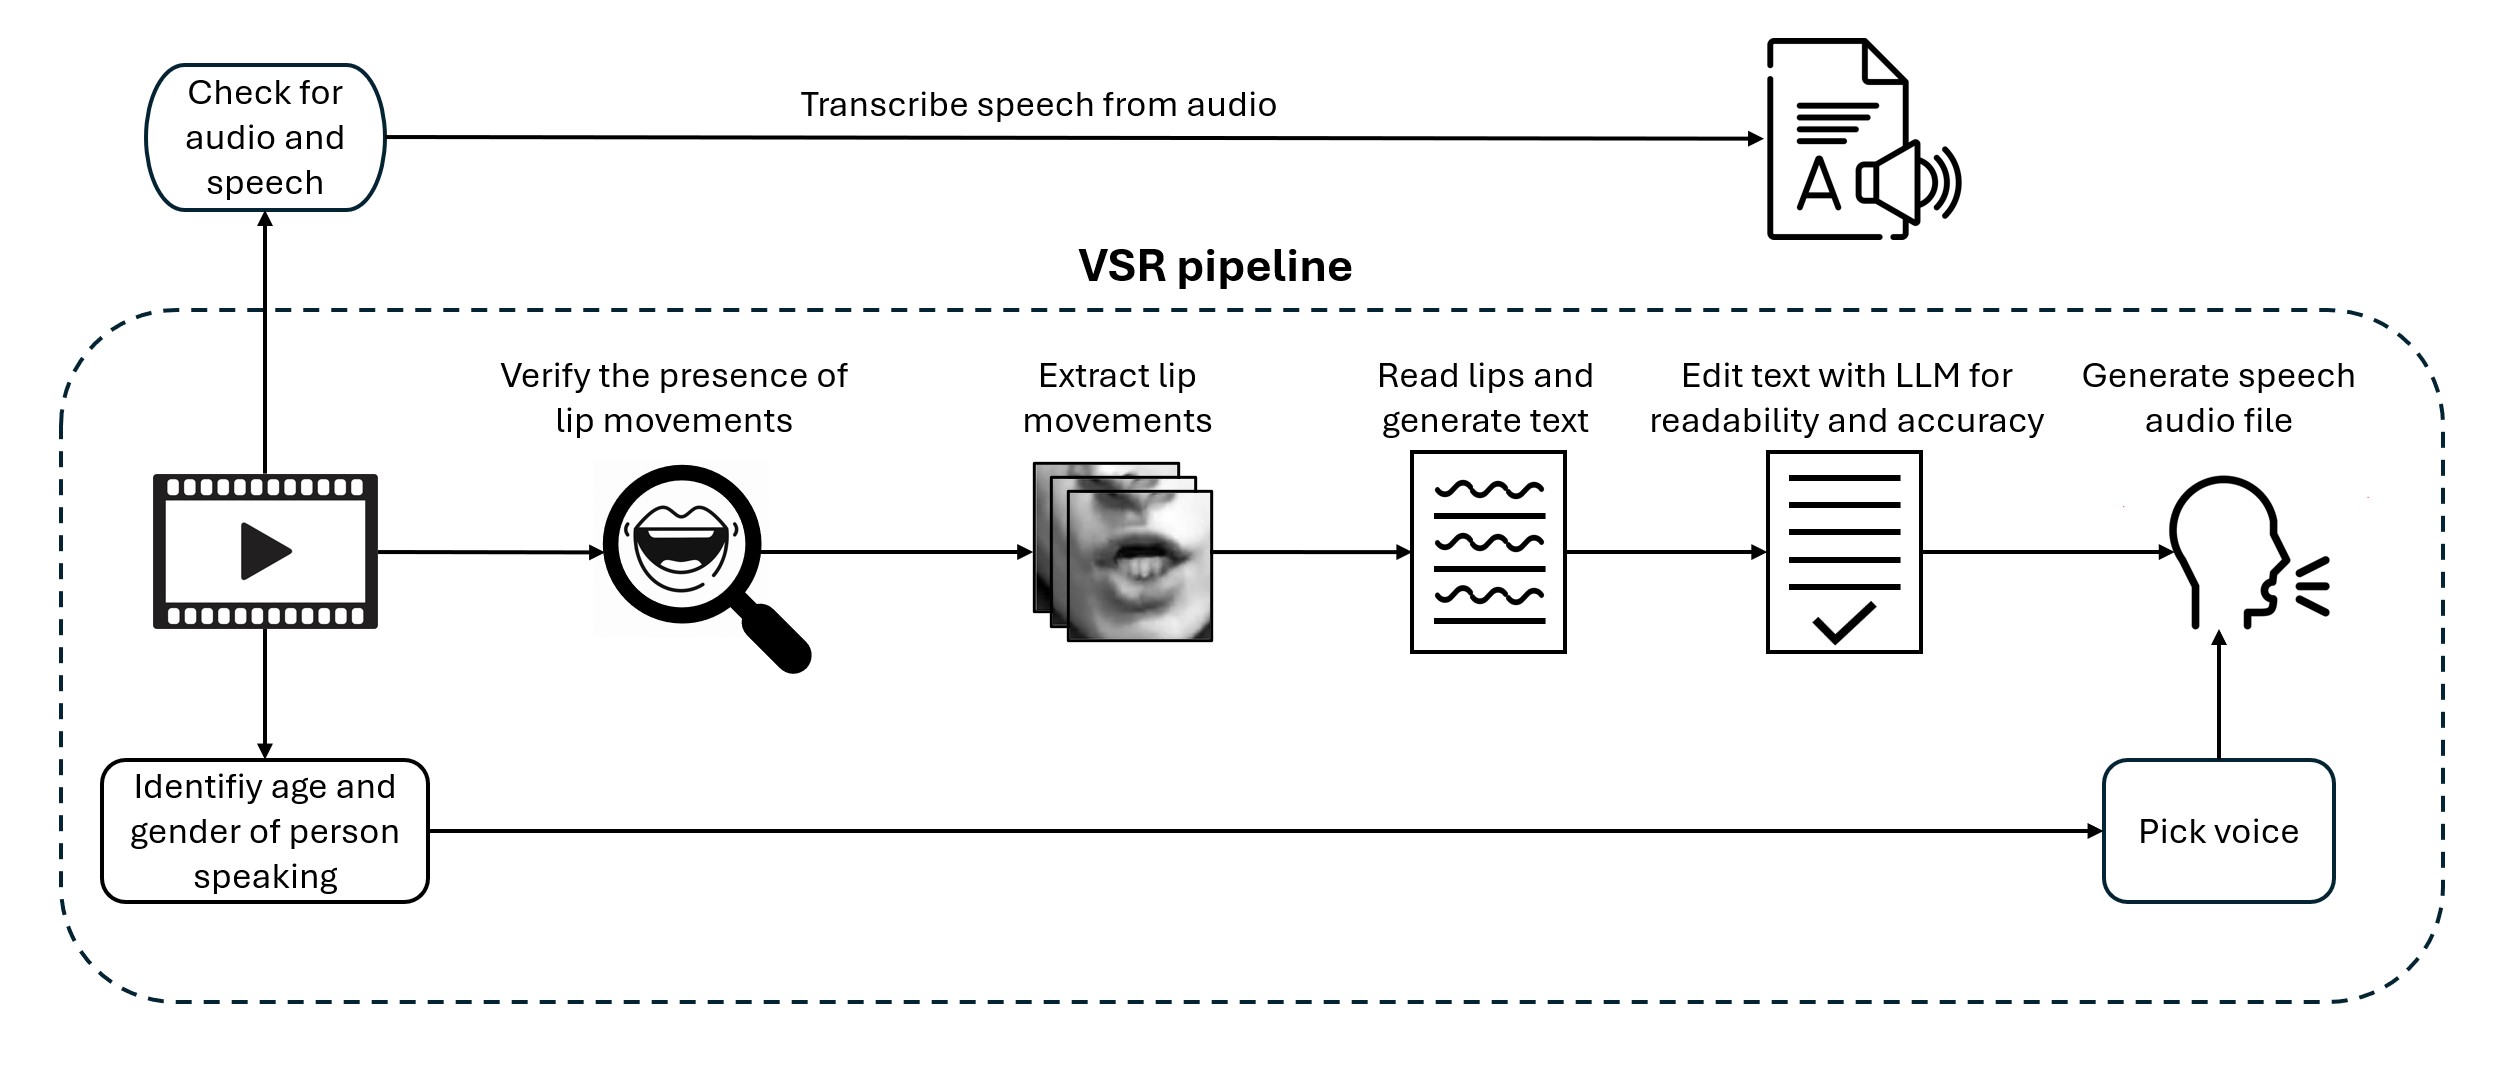 Check for
audio and
speech
Transcribe speech from audio
A
VSR pipeline
Verify the presence of
lip movements
Extract lip
movements
Read lips and
generate text
Edit text with LLM for
readability and accuracy
Generate speech
audio file
Identifiy age and
gender of person
speaking
Pick voice